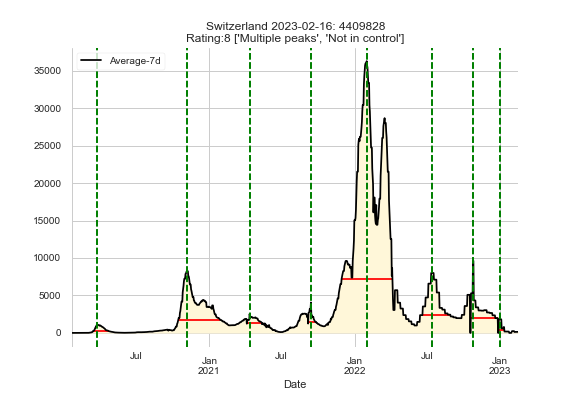 Switzerland 2023-02-16: 4409828
Rating:8 ['Multiple peaks', 'Not in control']
Average-7d
35000
30000
25000
20000
15000
10000
5000
0
Jul
Jan
2021
Jul
Jan
2022
Jul
Jan
2023
Date